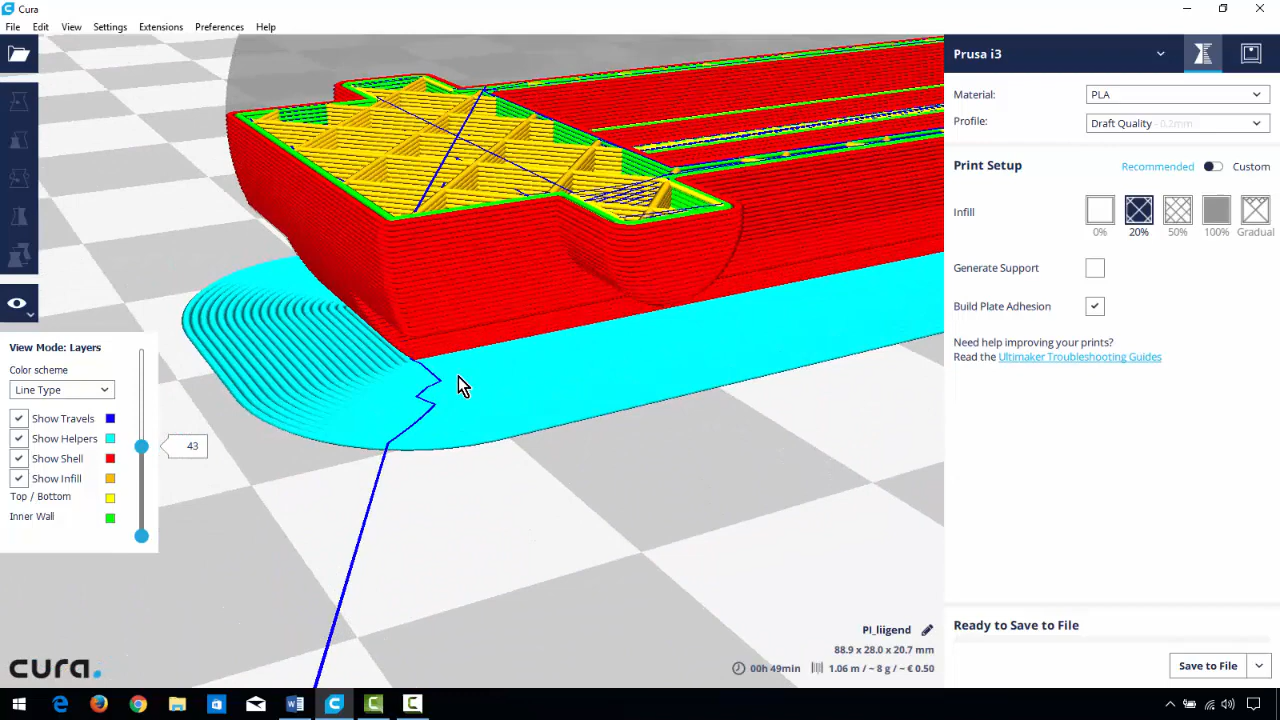 Cura
File Edit View Settings Extensions Preferences Help
Prusa i3
Material: PLA
Profile: Draft Quality - 0.2mm
Print Setup Recommended Custom
Infill
0% 20% 50% 100% Gradual
Generate Support
Build Plate Adhesion
Need help improving your prints?
Read the Ultimaker Troubleshooting Guides
View Mode: Layers
Color scheme
Line Type
Show Travels
Show Helpers
43
Show Shell
Show Infill
Top / Bottom
Inner Wall
PI_liigend
88.9 x 28.0 x 20.7 mm
00h 49min 1.06 m / ~ 8 g / ~ € 0.50
Ready to Save to File
Save to File
cura.